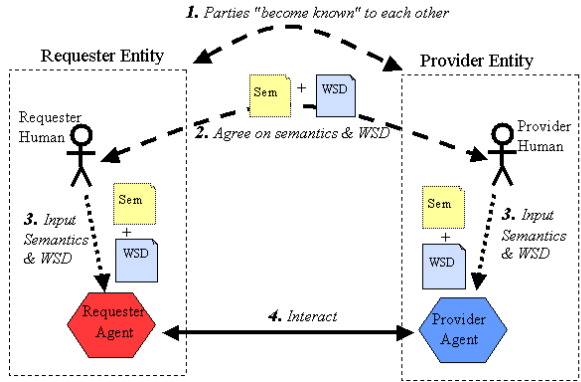 1. Parties "become known" to each other
Requester Entity
Provider Entity
Sem
+
WSD
Requester
Human
Provider
Human
2. Agree on semantics & WSD
Sem
+
WSD
3. Input
Semantics
& WSD
Sem
+
WSD
3. Input
Semantics
& WSD
Requester
Agent
4. Interact
Provider
Agent